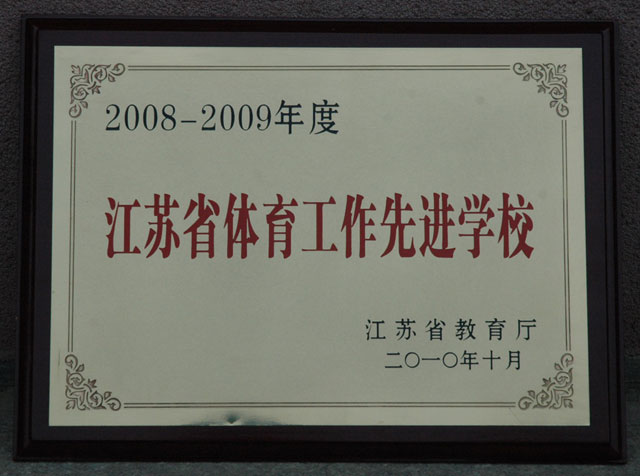 2008-2009年度
江苏省体育工作先进学校
江苏省教育厅
二〇一〇年十月